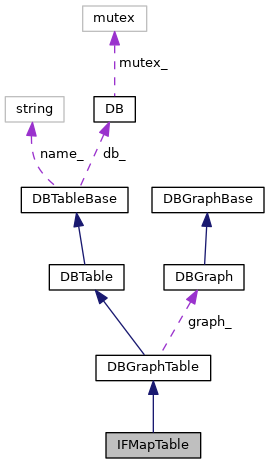 mutex
mutex_
string
DB
name_
db_
DBTableBase
DBGraphBase
DBTable
DBGraph
graph_
DBGraphTable
IFMapTable